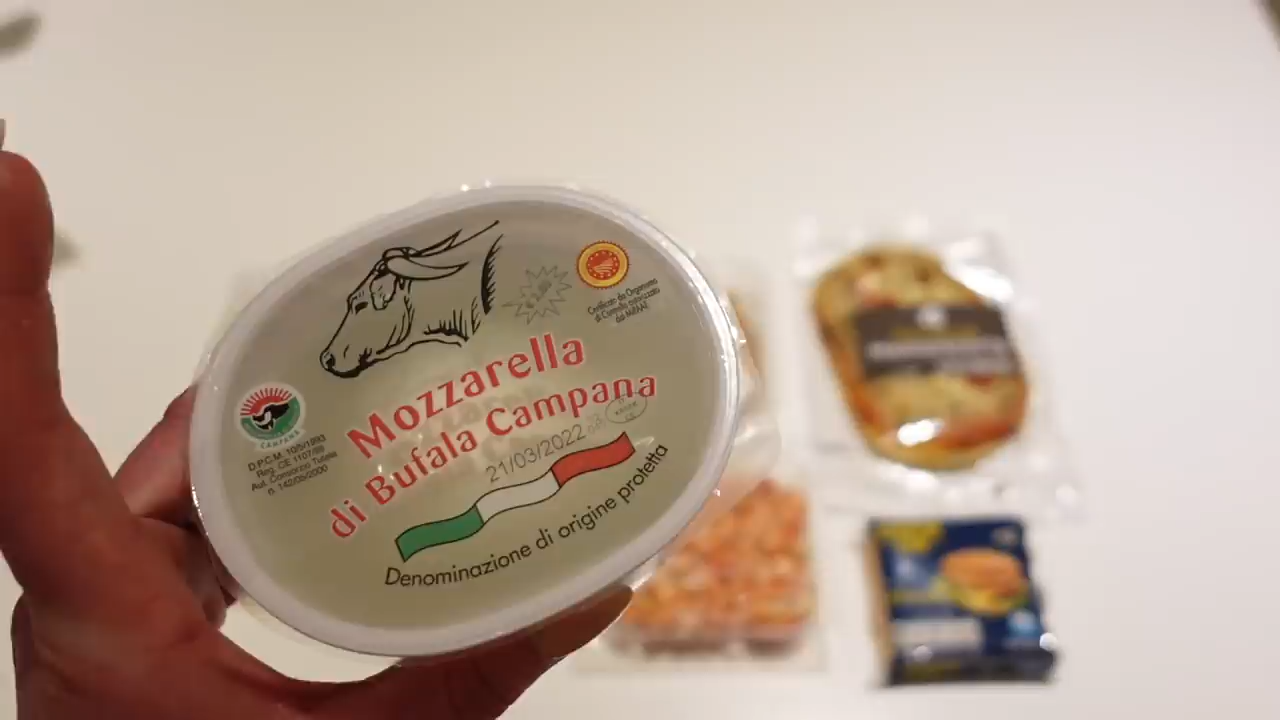 Certificato da Organismo
di Controllo autorizzato
dal MiPAAF
Mozzarella
di Bufala Campana
21/03/2022
CAMPANA
D.P.C.M. 10/5/1993
Reg. CE 1107/96
Aut. Consorzio Tutela
n. 142/05/2000
Denominazione di origine protetta